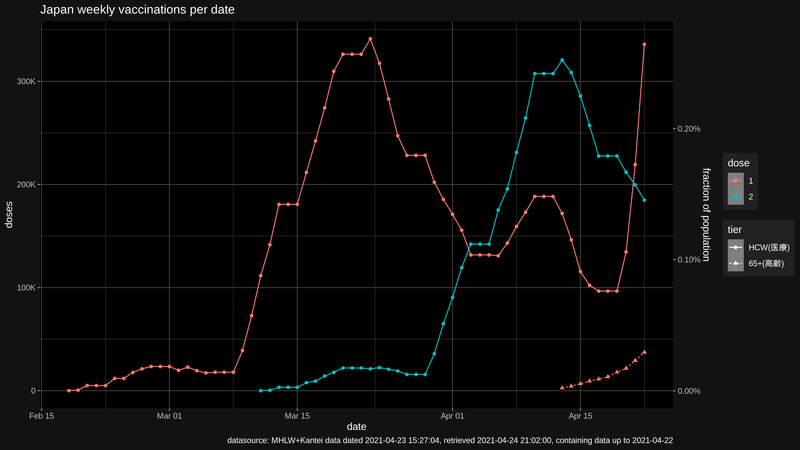 Japan weekly vaccinations per date
300K
200K
100K
0
doses
Feb 15
Mar 01
Mar 15
Apr 01
Apr 15
date
0.20%
0.10%
0.00%
fraction of population
dose
1
2
tier
HCW(医療)
65+(高齢)
datasource: MHLW+Kantei data dated 2021-04-23 15:27:04, retrieved 2021-04-24 21:02:00, containing data up to 2021-04-22